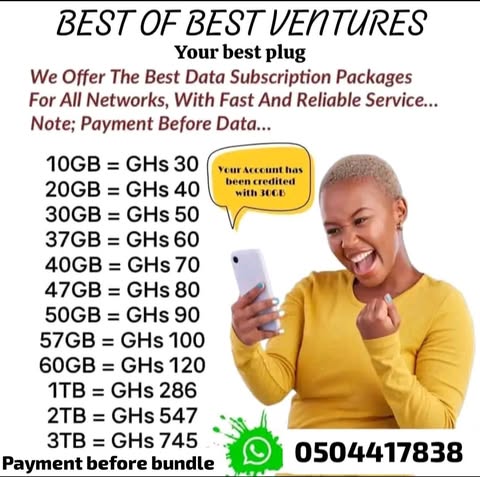 BEST OF BEST VENTURES
Your best plug
We Offer The Best Data Subscription Packages
For All Networks, With Fast And Reliable Service...
Note; Payment Before Data...
10GB = GHs 30
20GB = GHs 40
30GB = GHs 50
37GB = GHs 60
40GB = GHs 70
47GB = GHs 80
50GB = GHs 90
57GB = GHs 100
60GB = GHs 120
1TB = GHs 286
2TB = GHs 547
3TB = GHs 745
Your Account has
been credited
with 30GB
Payment before bundle
0504417838